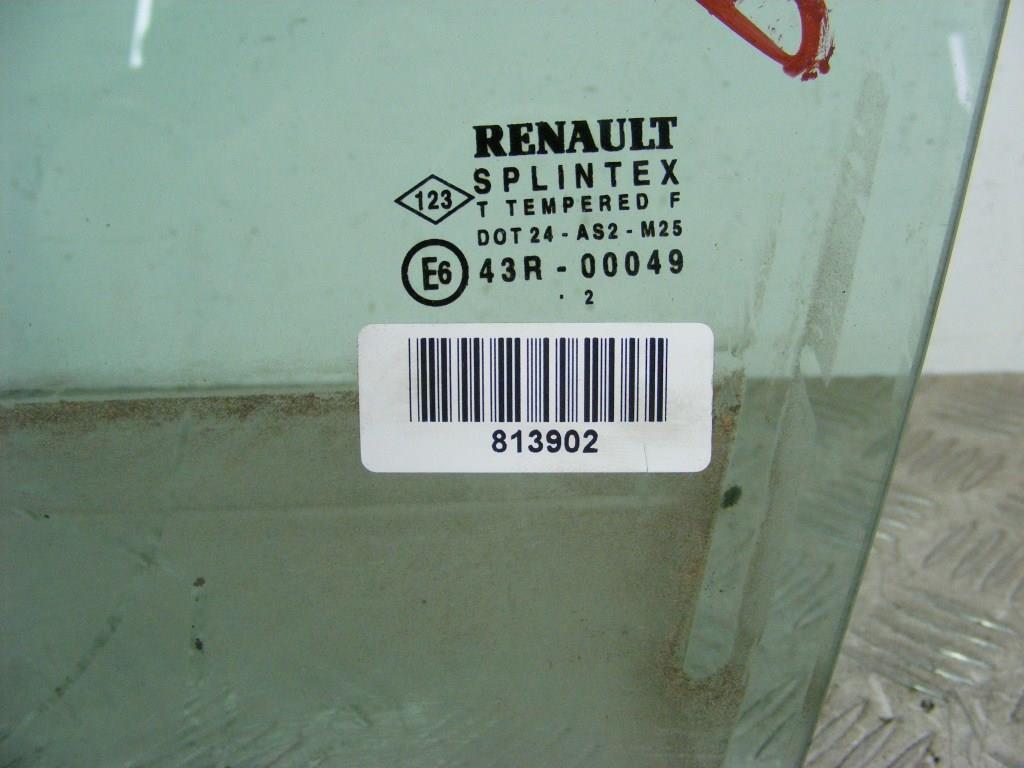 RENAULT
SPLINTEX
123
T TEMPERED F
DOT 24 - AS2 - M25
E6 43R - 00049
. 2
813902